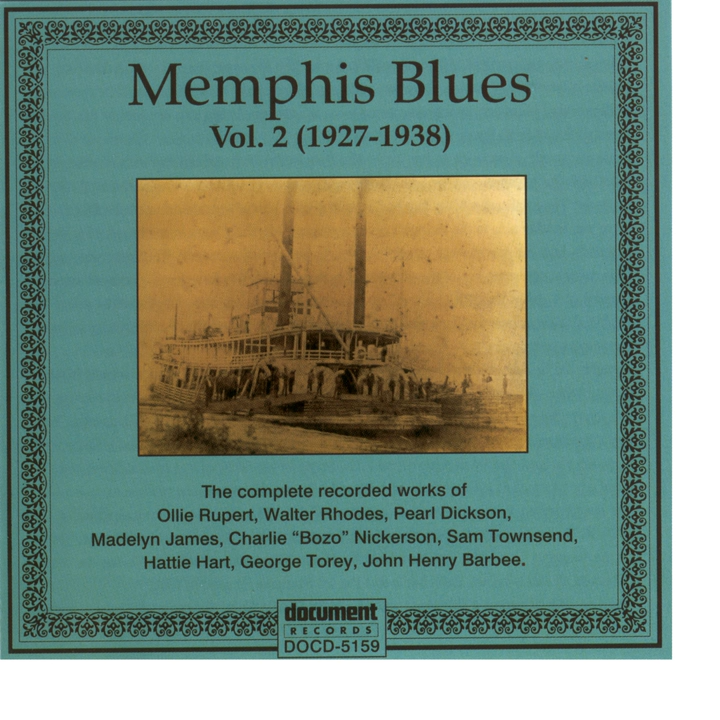 Memphis Blues
Vol. 2 (1927-1938)
The complete recorded works of
Ollie Rupert, Walter Rhodes, Pearl Dickson,
Madelyn James, Charlie “Bozo” Nickerson, Sam Townsend,
Hattie Hart, George Torey, John Henry Barbee.
document
RECORDS
DOCD-5159